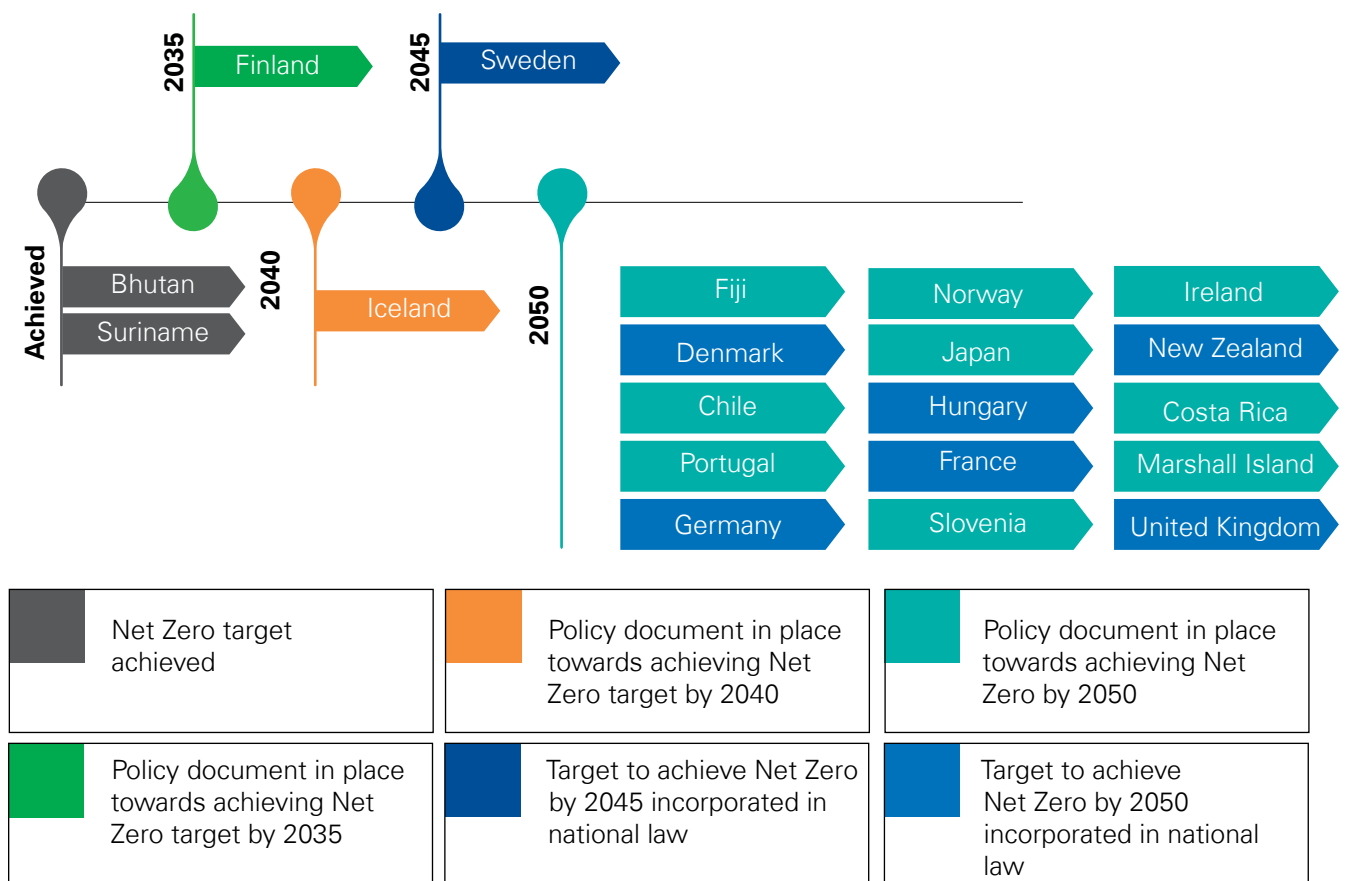 2035
Finland
2045
Sweden
Achieved
Bhutan
Suriname
2040
Iceland
2050
Fiji
Norway
Ireland
Denmark
Japan
New Zealand
Chile
Hungary
Costa Rica
Portugal
France
Marshall Island
Germany
Slovenia
United Kingdom
Net Zero target
achieved
Policy document in place
towards achieving Net
Zero target by 2040
Policy document in place
towards achieving Net
Zero by 2050
Policy document in place
towards achieving Net
Zero target by 2035
Target to achieve Net Zero
by 2045 incorporated in
national law
Target to achieve
Net Zero by 2050
incorporated in national
law